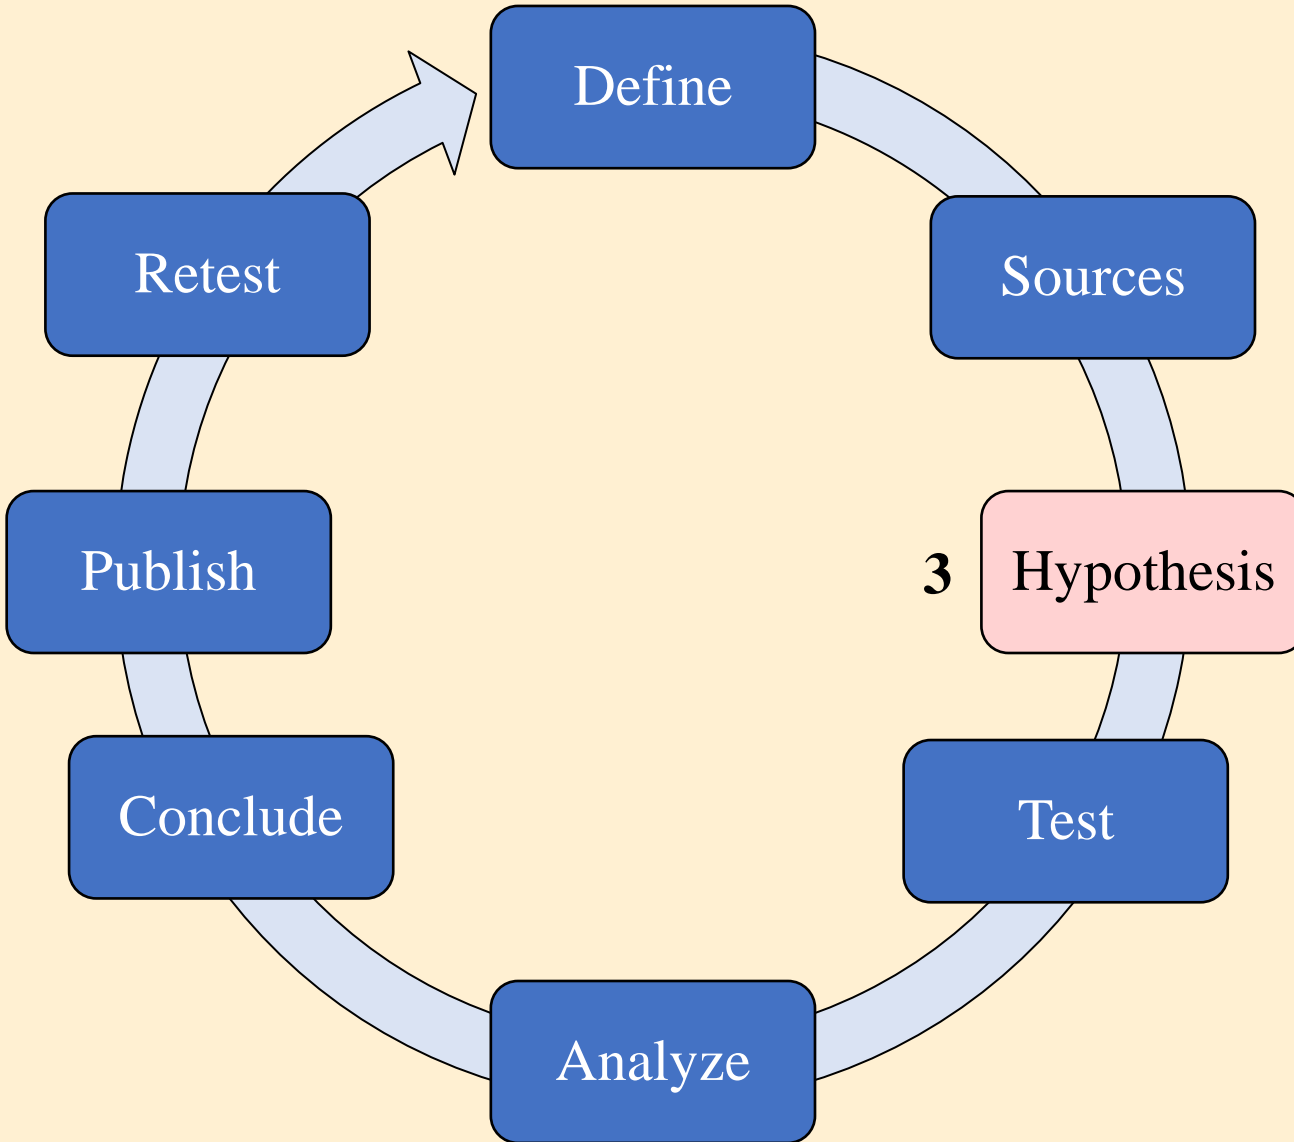 Define
Sources
3 Hypothesis
Test
Analyze
Conclude
Publish
Retest